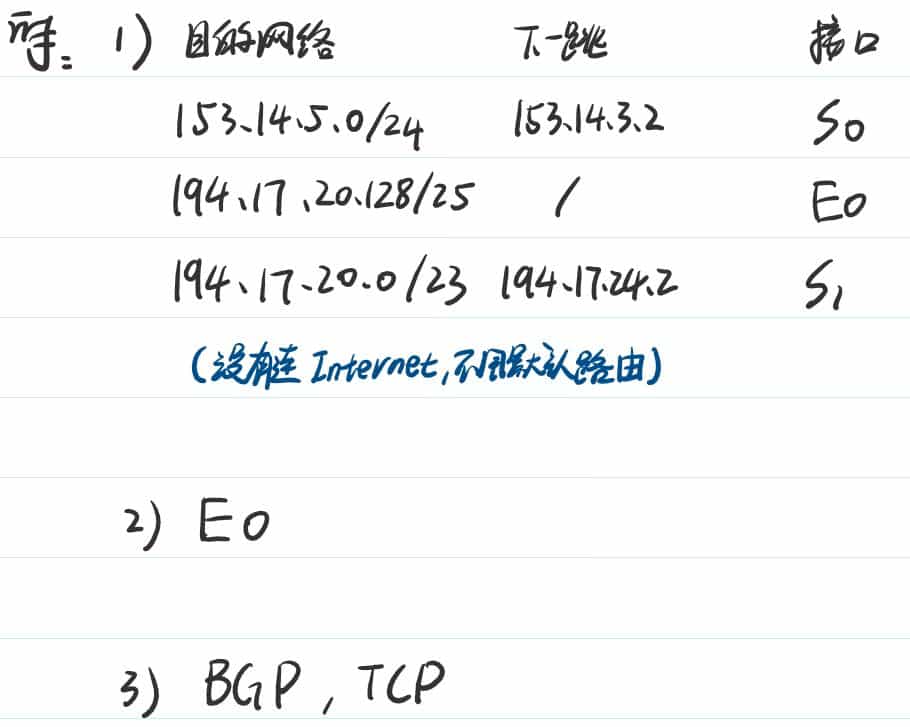 解: 1) 目的网络 下一跳 接口
153.14.5.0/24 153.14.3.2 S0
194.17.20.128/25 / E0
194.17.20.0/23 194.17.24.2 S1
(没有连 Internet,不用默认路由)
2) E0
3) BGP, TCP